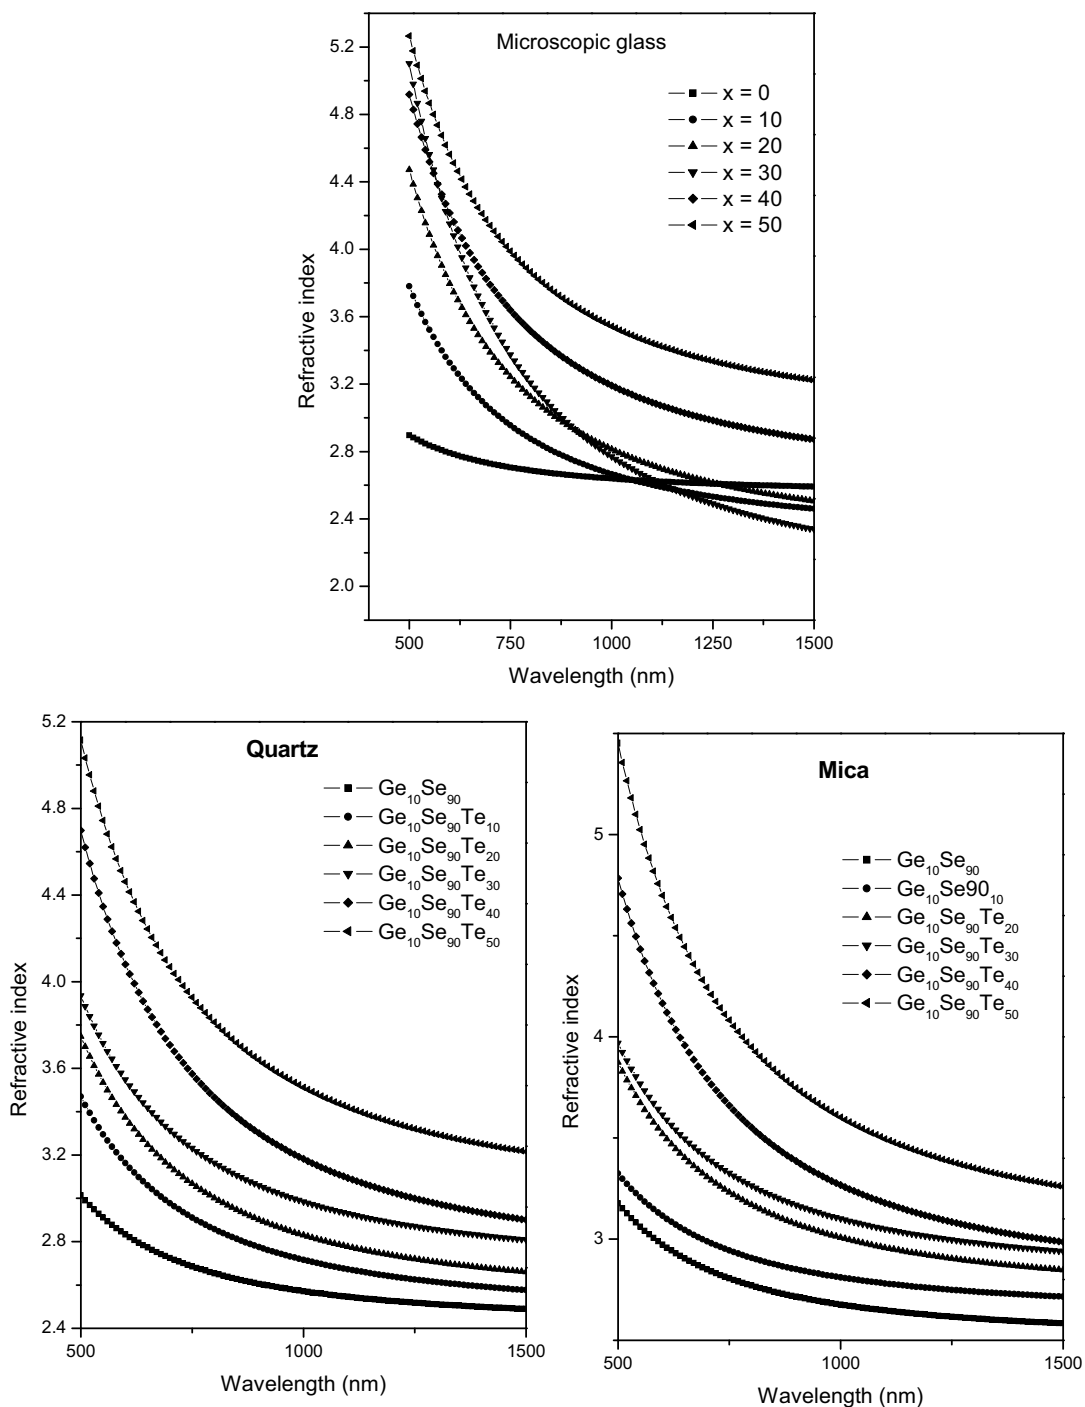 Microscopic glass
x = 0
x = 10
x = 20
x = 30
x = 40
x = 50
5.2
4.8
4.4
4.0
3.6
3.2
2.8
2.4
2.0
Refractive index
500 750 1000 1250 1500
Wavelength (nm)
Quartz
Ge10Se90
Ge10Se90Te10
Ge10Se90Te20
Ge10Se90Te30
Ge10Se90Te40
Ge10Se90Te50
5.2
4.8
4.4
4.0
3.6
3.2
2.8
2.4
Refractive index
500 1000 1500
Wavelength (nm)
Mica
Ge10Se90
Ge10Se9010
Ge10Se90Te20
Ge10Se90Te30
Ge10Se90Te40
Ge10Se90Te50
5
4
3
Refractive index
500 1000 1500
Wavelength (nm)